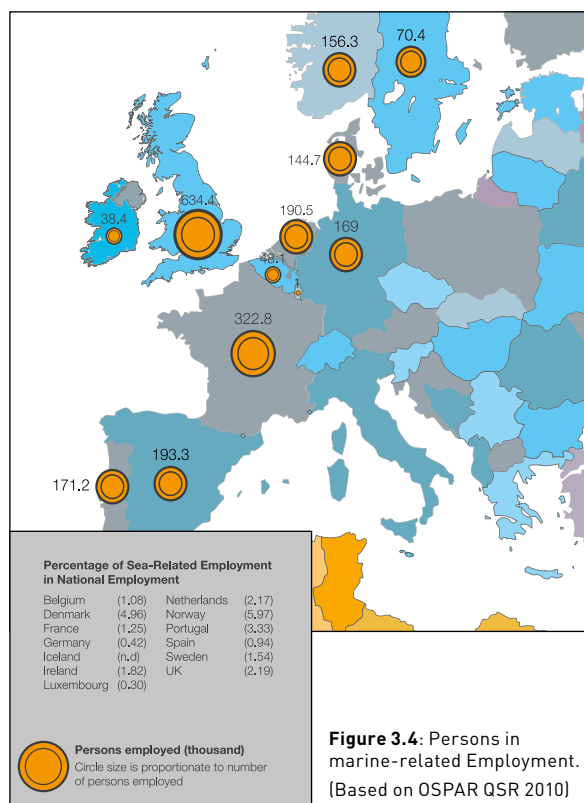 156.3
70.4
144.7
38.4
634.4
190.5
169
48.1
1
322.8
171.2
193.3
Percentage of Sea-Related Employment
in National Employment
Belgium (1.08) Netherlands (2.17)
Denmark (4.96) Norway (5.97)
France (1.25) Portugal (3.33)
Germany (0.42) Spain (0.94)
Iceland (n.d) Sweden (1.54)
Ireland (1.82) UK (2.19)
Luxembourg (0.30)
Persons employed (thousand)
Circle size is proportionate to number
of persons employed
Figure 3.4: Persons in
marine-related Employment.
(Based on OSPAR QSR 2010)